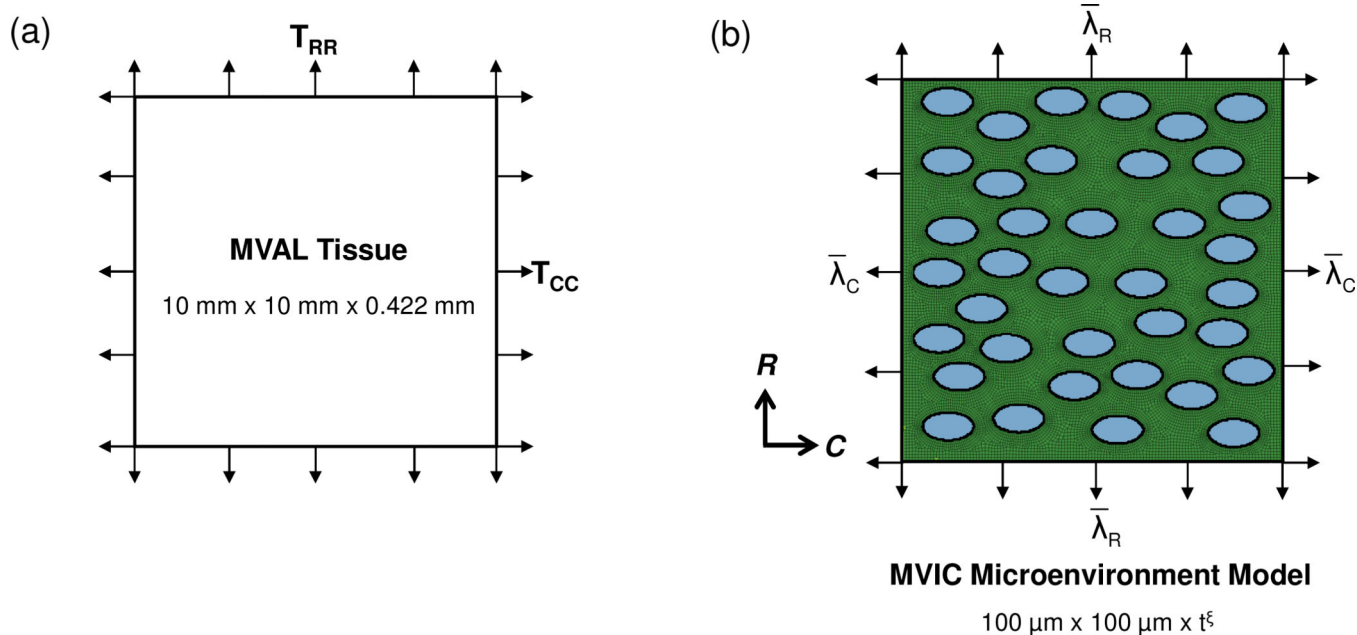 (a)
T_RR
MVAL Tissue
10 mm x 10 mm x 0.422 mm
T_CC
(b)
λ̅_R
λ̅_C
λ̅_C
R
C
λ̅_R
MVIC Microenvironment Model
100 µm x 100 µm x t^ξ